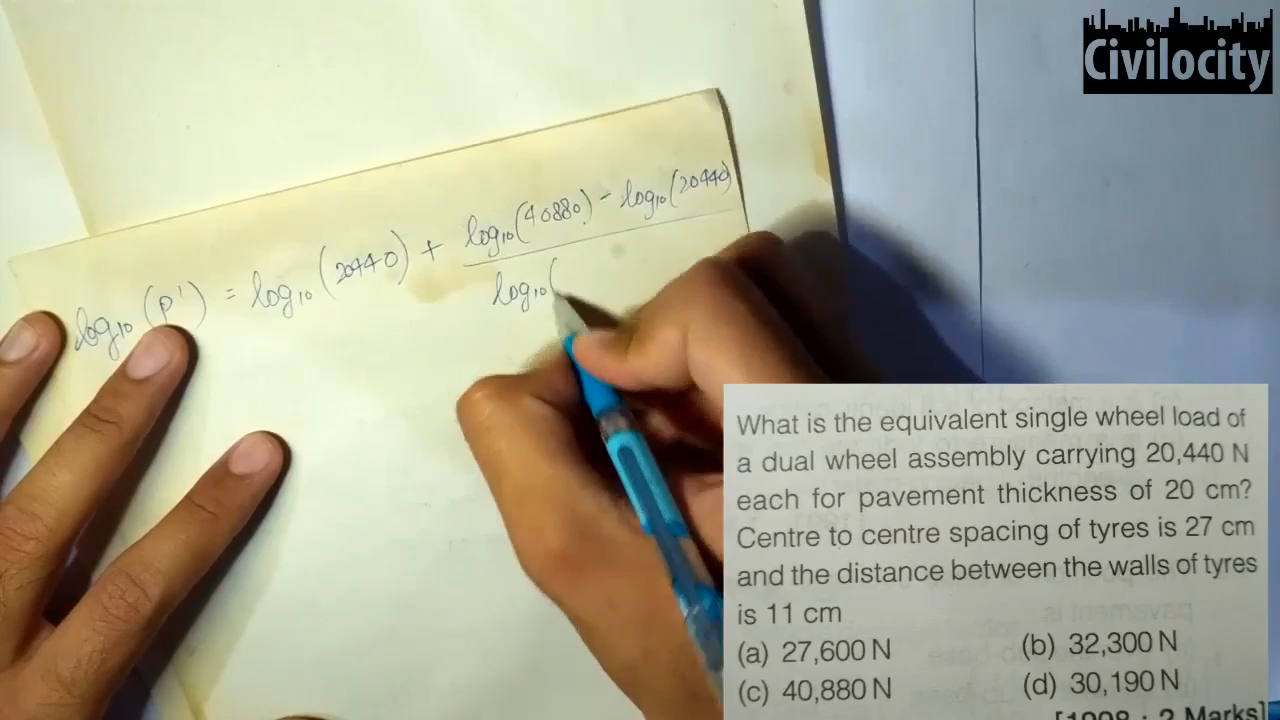 Civilocity
log10 (P') = log10 (20440) + log10(40880) - log10(20440)
log10(
What is the equivalent single wheel load of
a dual wheel assembly carrying 20,440 N
each for pavement thickness of 20 cm?
Centre to centre spacing of tyres is 27 cm
and the distance between the walls of tyres
is 11 cm
(a) 27,600 N (b) 32,300 N
(c) 40,880 N (d) 30,190 N
[1998 : 2 Marks]